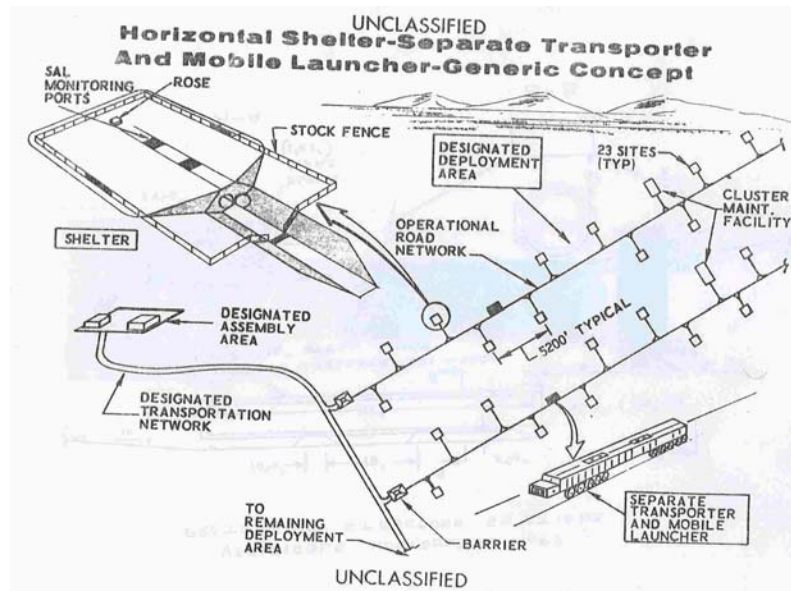 UNCLASSIFIED
Horizontal Shelter-Separate Transporter
And Mobile Launcher-Generic Concept
SAL
MONITORING
PORTS
ROSE
STOCK FENCE
SHELTER
DESIGNATED
DEPLOYMENT
AREA
23 SITES
(TYP)
CLUSTER
MAINT.
FACILITY
OPERATIONAL
ROAD
NETWORK
DESIGNATED
ASSEMBLY
AREA
5200' TYPICAL
DESIGNATED
TRANSPORTATION
NETWORK
TO
REMAINING
DEPLOYMENT
AREA
BARRIER
SEPARATE
TRANSPORTER
AND MOBILE
LAUNCHER
UNCLASSIFIED